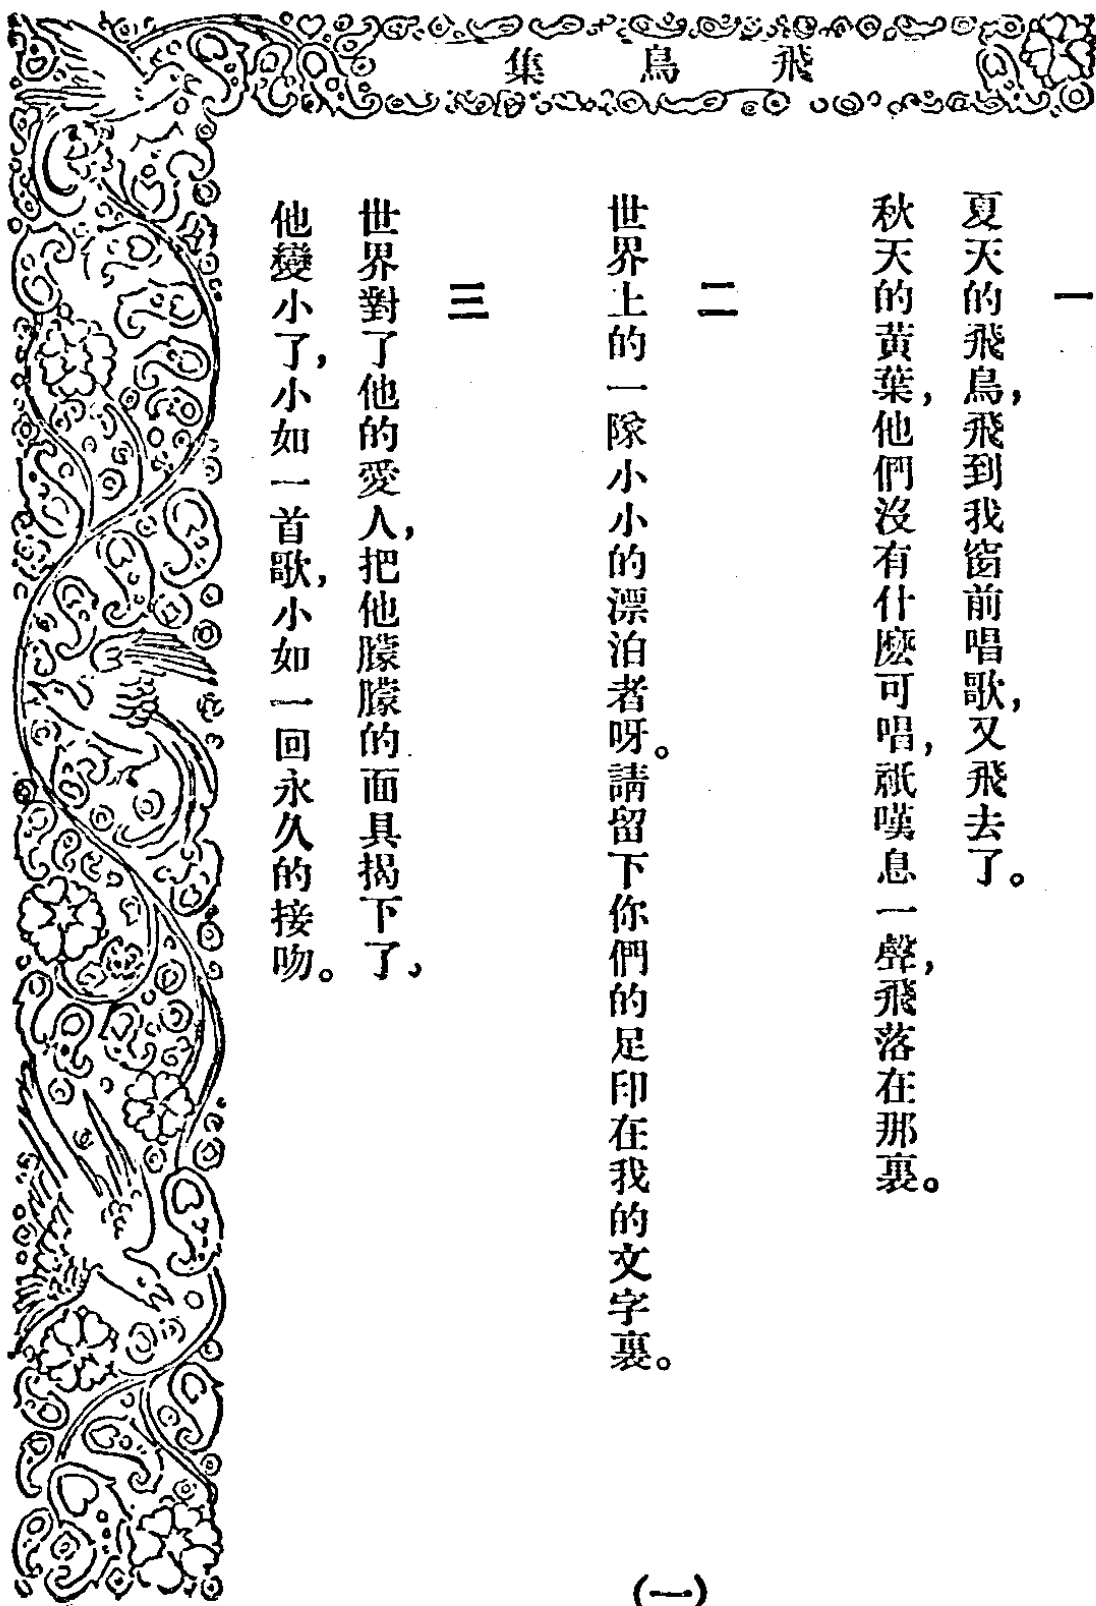 飛鳥集
一
夏天的飛鳥，飛到我窗前唱歌，又飛去了。
秋天的黃葉，他們沒有什麽可唱，祇嘆息一聲，飛落在那裏。
二
世界上的一隊小小的漂泊者呀。請留下你們的足印在我的文字裏。
三
世界對了他的愛人，把他朦朦的面具揭下了，
他變小了，小如一首歌，小如一回永久的接吻。
(一)